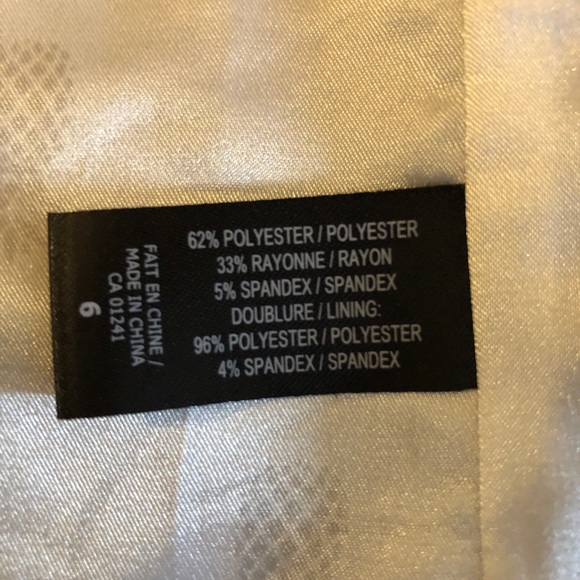 62% POLYESTER / POLYESTER
33% RAYONNE / RAYON
5% SPANDEX / SPANDEX
DOUBLURE / LINING:
96% POLYESTER / POLYESTER
4% SPANDEX / SPANDEX
FAIT EN CHINE /
MADE IN CHINA
CA 01241
6